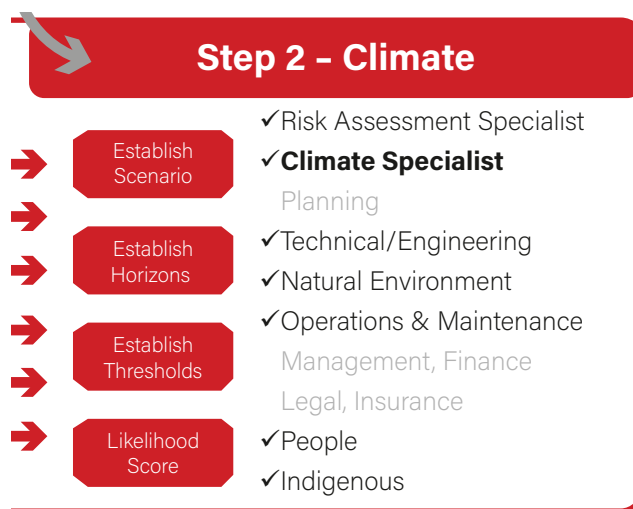 Step 2 – Climate
Establish
Scenario
Establish
Horizons
Establish
Thresholds
Likelihood
Score
✓Risk Assessment Specialist
✓Climate Specialist
Planning
✓Technical/Engineering
✓Natural Environment
✓Operations & Maintenance
Management, Finance
Legal, Insurance
✓People
✓Indigenous